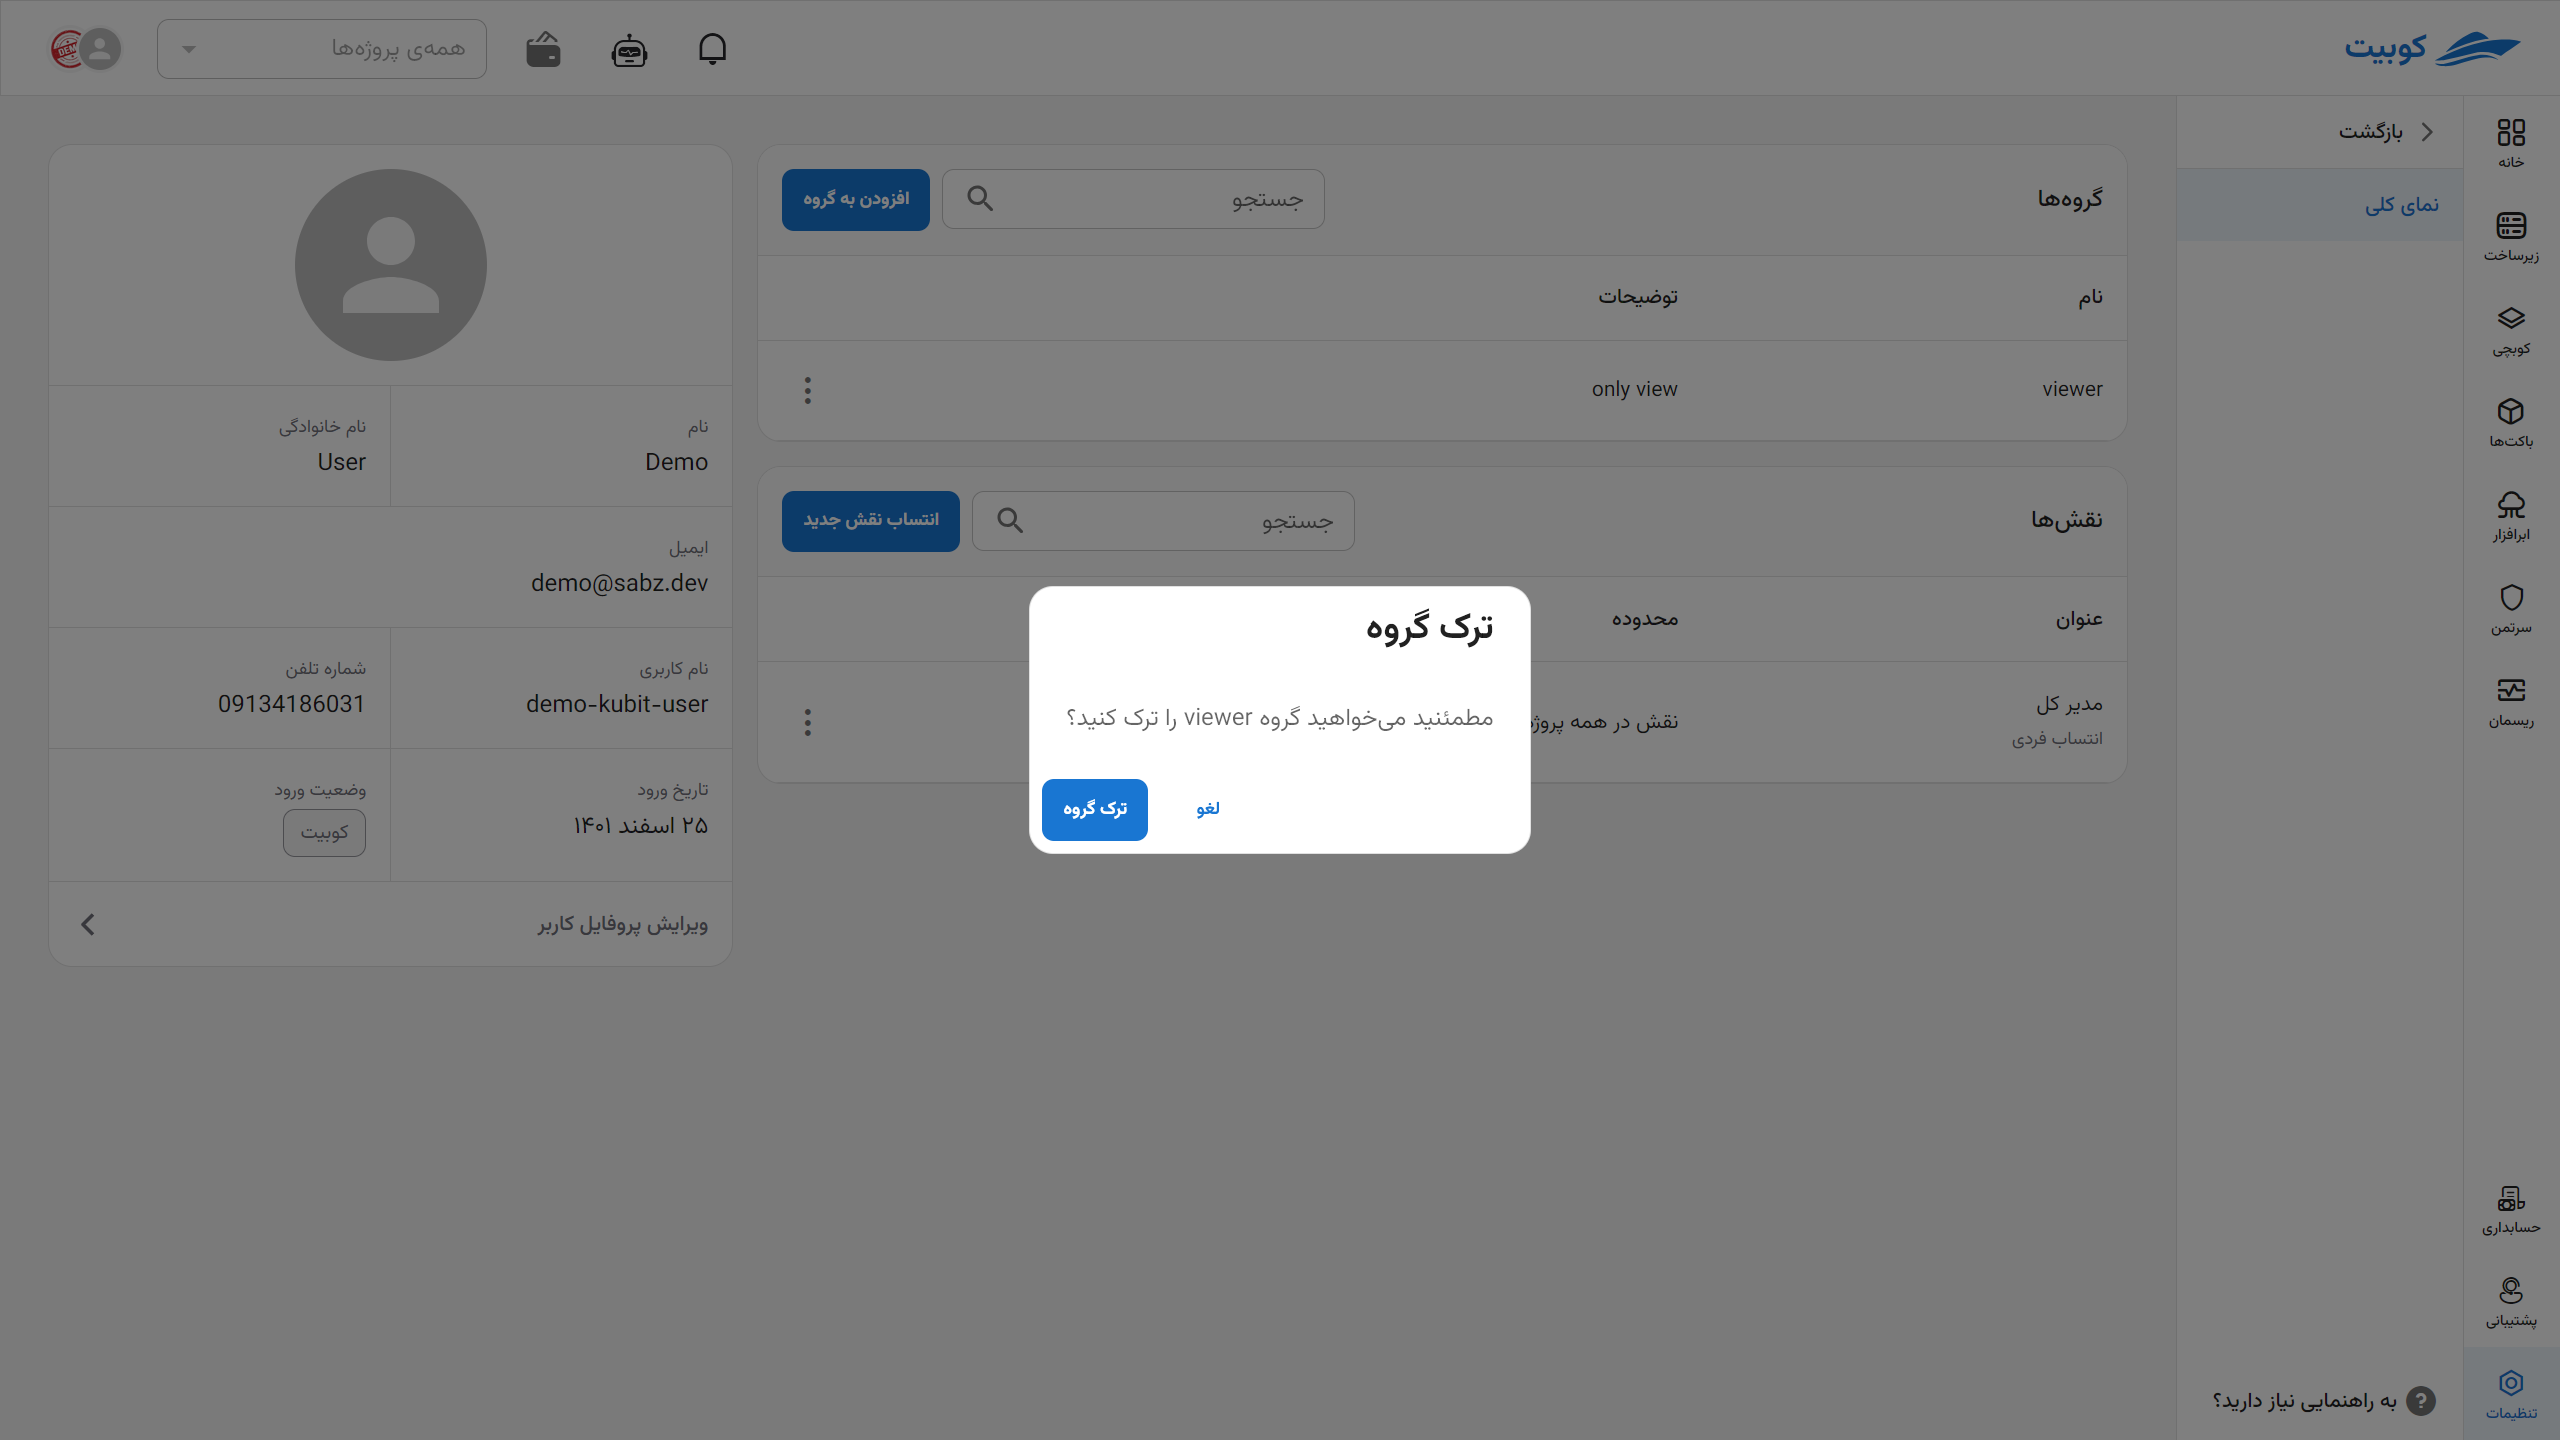 کوبیت
همه‌ی پروژه‌ها
خانه
زیرساخت
کوبچی
باکت‌ها
ابرافزار
سرتمن
ریسمان
حسابداری
پشتیبانی
تنظیمات
بازگشت
نمای کلی
به راهنمایی نیاز دارید؟
گروه‌ها
جستجو
افزودن به گروه
نام توضیحات
viewer only view
نقش‌ها
جستجو
انتساب نقش جدید
عنوان محدوده
مدیر کل
انتساب فردی
نقش در همه پروژه
ترک گروه
مطمئنید می‌خواهید گروه viewer را ترک کنید؟
لغو
ترک گروه
نام
Demo
نام خانوادگی
User
ایمیل
demo@sabz.dev
نام کاربری
demo-kubit-user
شماره تلفن
09134186031
تاریخ ورود
۲۵ اسفند ۱۴۰۱
وضعیت ورود
کوبیت
ویرایش پروفایل کاربر